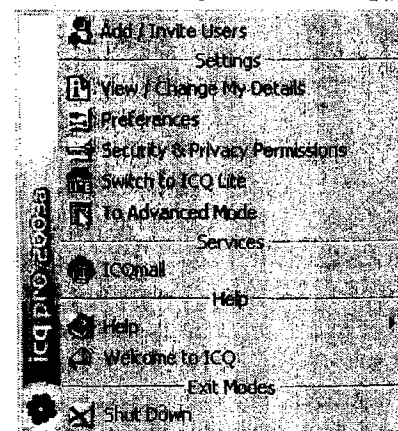 Add / Invite Users
Settings
View / Change My Details
Preferences
Security & Privacy Permissions
Switch to ICQ Lite
To Advanced Mode
Services
ICQmail
Help
Help
Welcome to ICQ
Exit Modes
Shut Down
icq pro 2003a